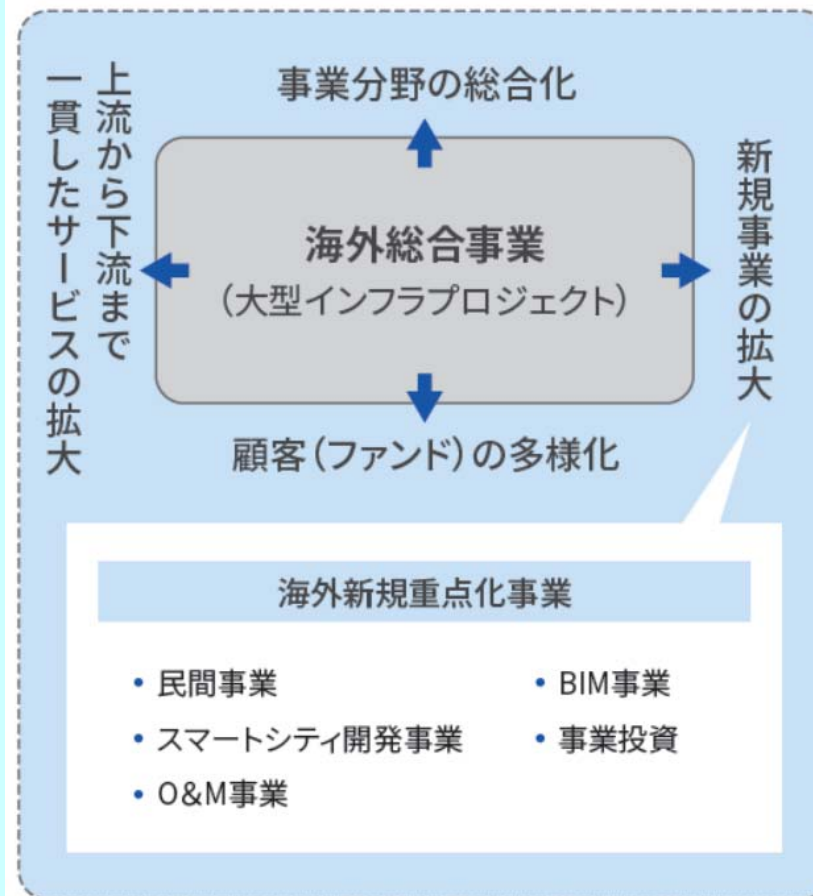 事業分野の総合化
上流から下流まで
一貫したサービスの拡大
海外総合事業
（大型インフラプロジェクト）
新規事業の拡大
顧客（ファンド）の多様化
海外新規重点化事業
• 民間事業
• スマートシティ開発事業
• O&M事業
• BIM事業
• 事業投資